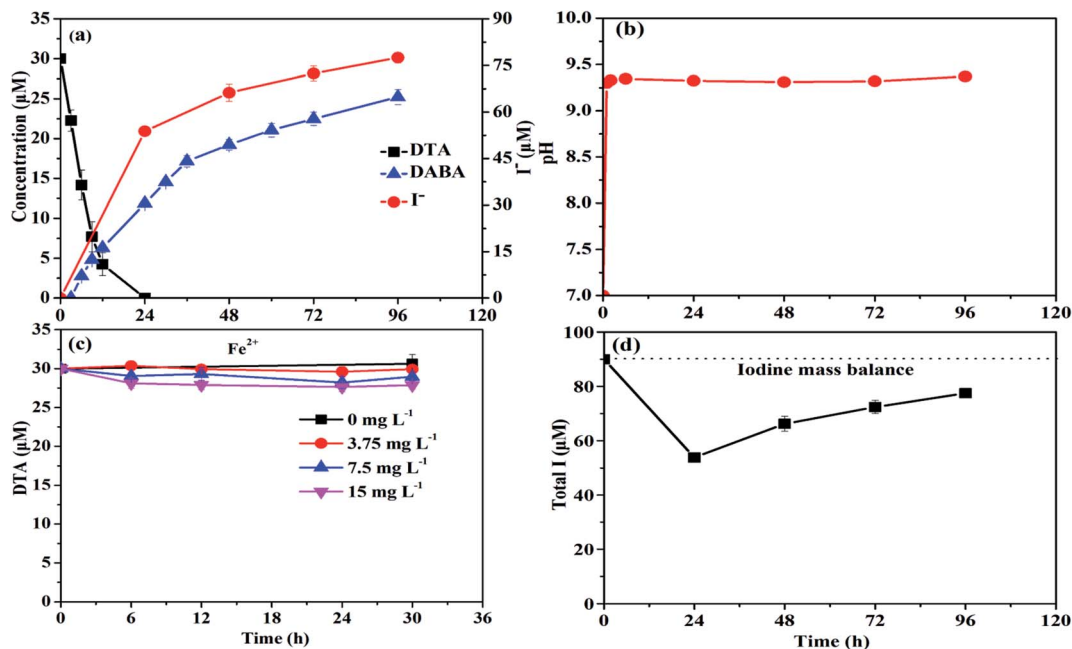 (a)
35
30
25
20
15
10
5
0
Concentration (μM)
90
75
60
45
30
15
0
I⁻ (μM)
DTA
DABA
I⁻
0 24 48 72 96 120
(b)
10.0
9.5
9.0
8.5
8.0
7.5
7.0
pH
0 24 48 72 96 120
(c)
Fe²⁺
35
30
25
20
15
10
5
0
DTA (μM)
0 mg L⁻¹
3.75 mg L⁻¹
7.5 mg L⁻¹
15 mg L⁻¹
0 6 12 18 24 30 36
Time (h)
(d)
Iodine mass balance
100
80
60
40
20
0
Total I (μM)
0 24 48 72 96 120
Time (h)